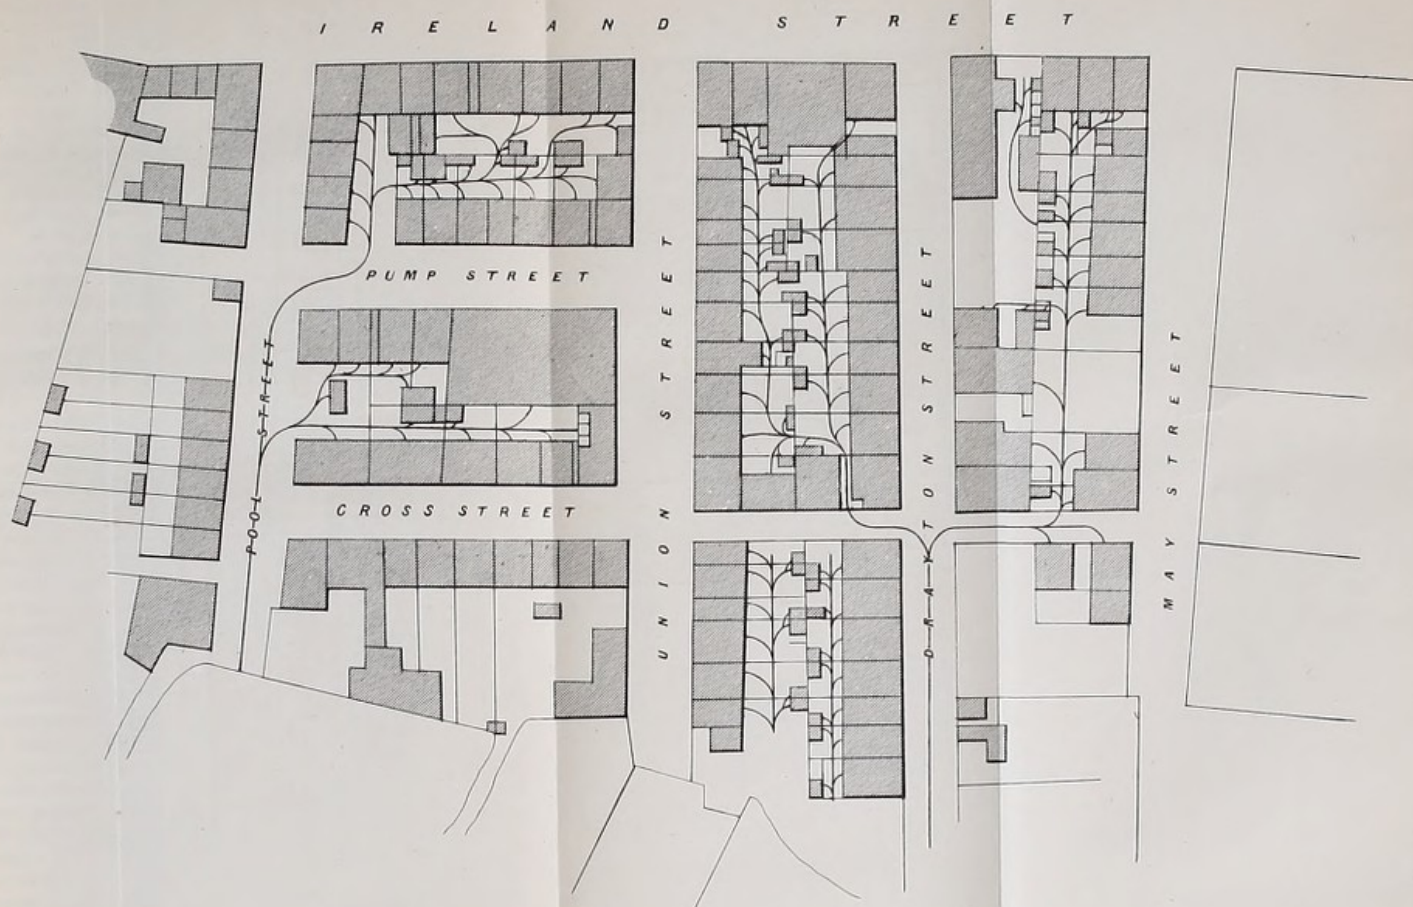 IRELAND STREET
PUMP STREET
POOL STREET
CROSS STREET
UNION STREET
DRAYTON STREET
MAY STREET